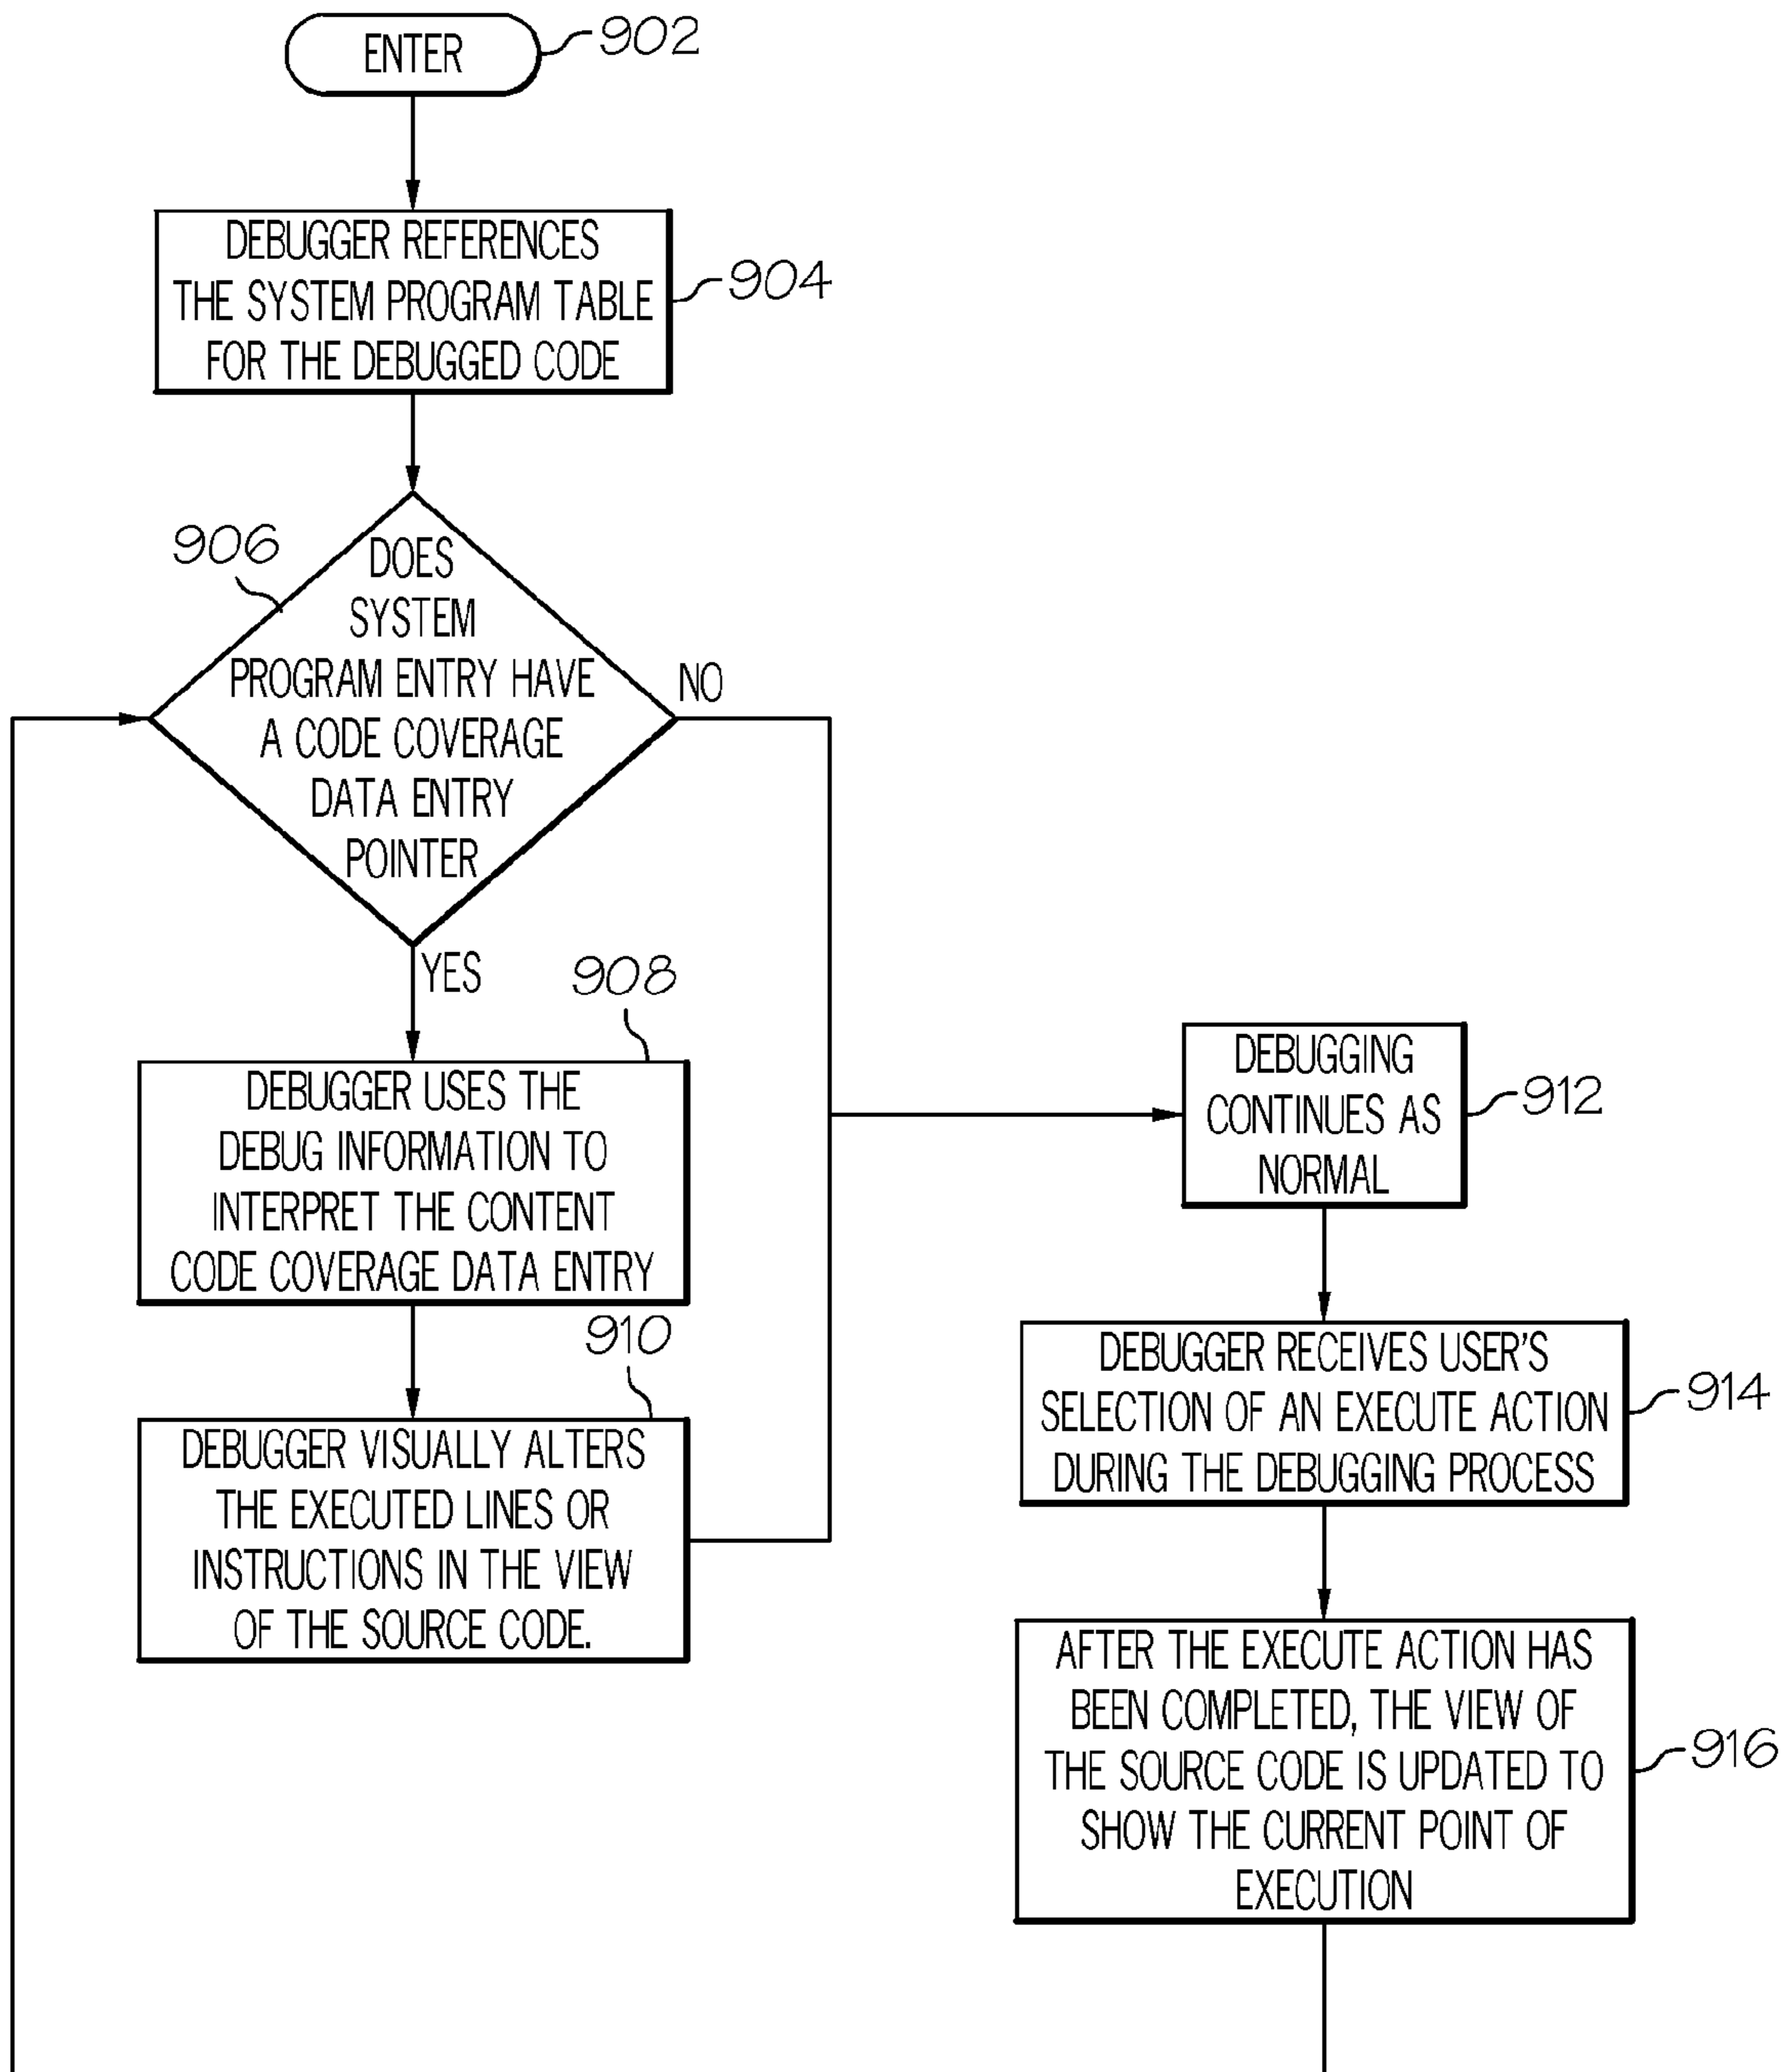 ENTER
902
DEBUGGER REFERENCES
THE SYSTEM PROGRAM TABLE
FOR THE DEBUGGED CODE
904
906
DOES
SYSTEM
PROGRAM ENTRY HAVE
A CODE COVERAGE
DATA ENTRY
POINTER
NO
YES
908
DEBUGGER USES THE
DEBUG INFORMATION TO
INTERPRET THE CONTENT
CODE COVERAGE DATA ENTRY
910
DEBUGGER VISUALLY ALTERS
THE EXECUTED LINES OR
INSTRUCTIONS IN THE VIEW
OF THE SOURCE CODE.
DEBUGGING
CONTINUES AS
NORMAL
912
DEBUGGER RECEIVES USER'S
SELECTION OF AN EXECUTE ACTION
DURING THE DEBUGGING PROCESS
914
AFTER THE EXECUTE ACTION HAS
BEEN COMPLETED, THE VIEW OF
THE SOURCE CODE IS UPDATED TO
SHOW THE CURRENT POINT OF
EXECUTION
916